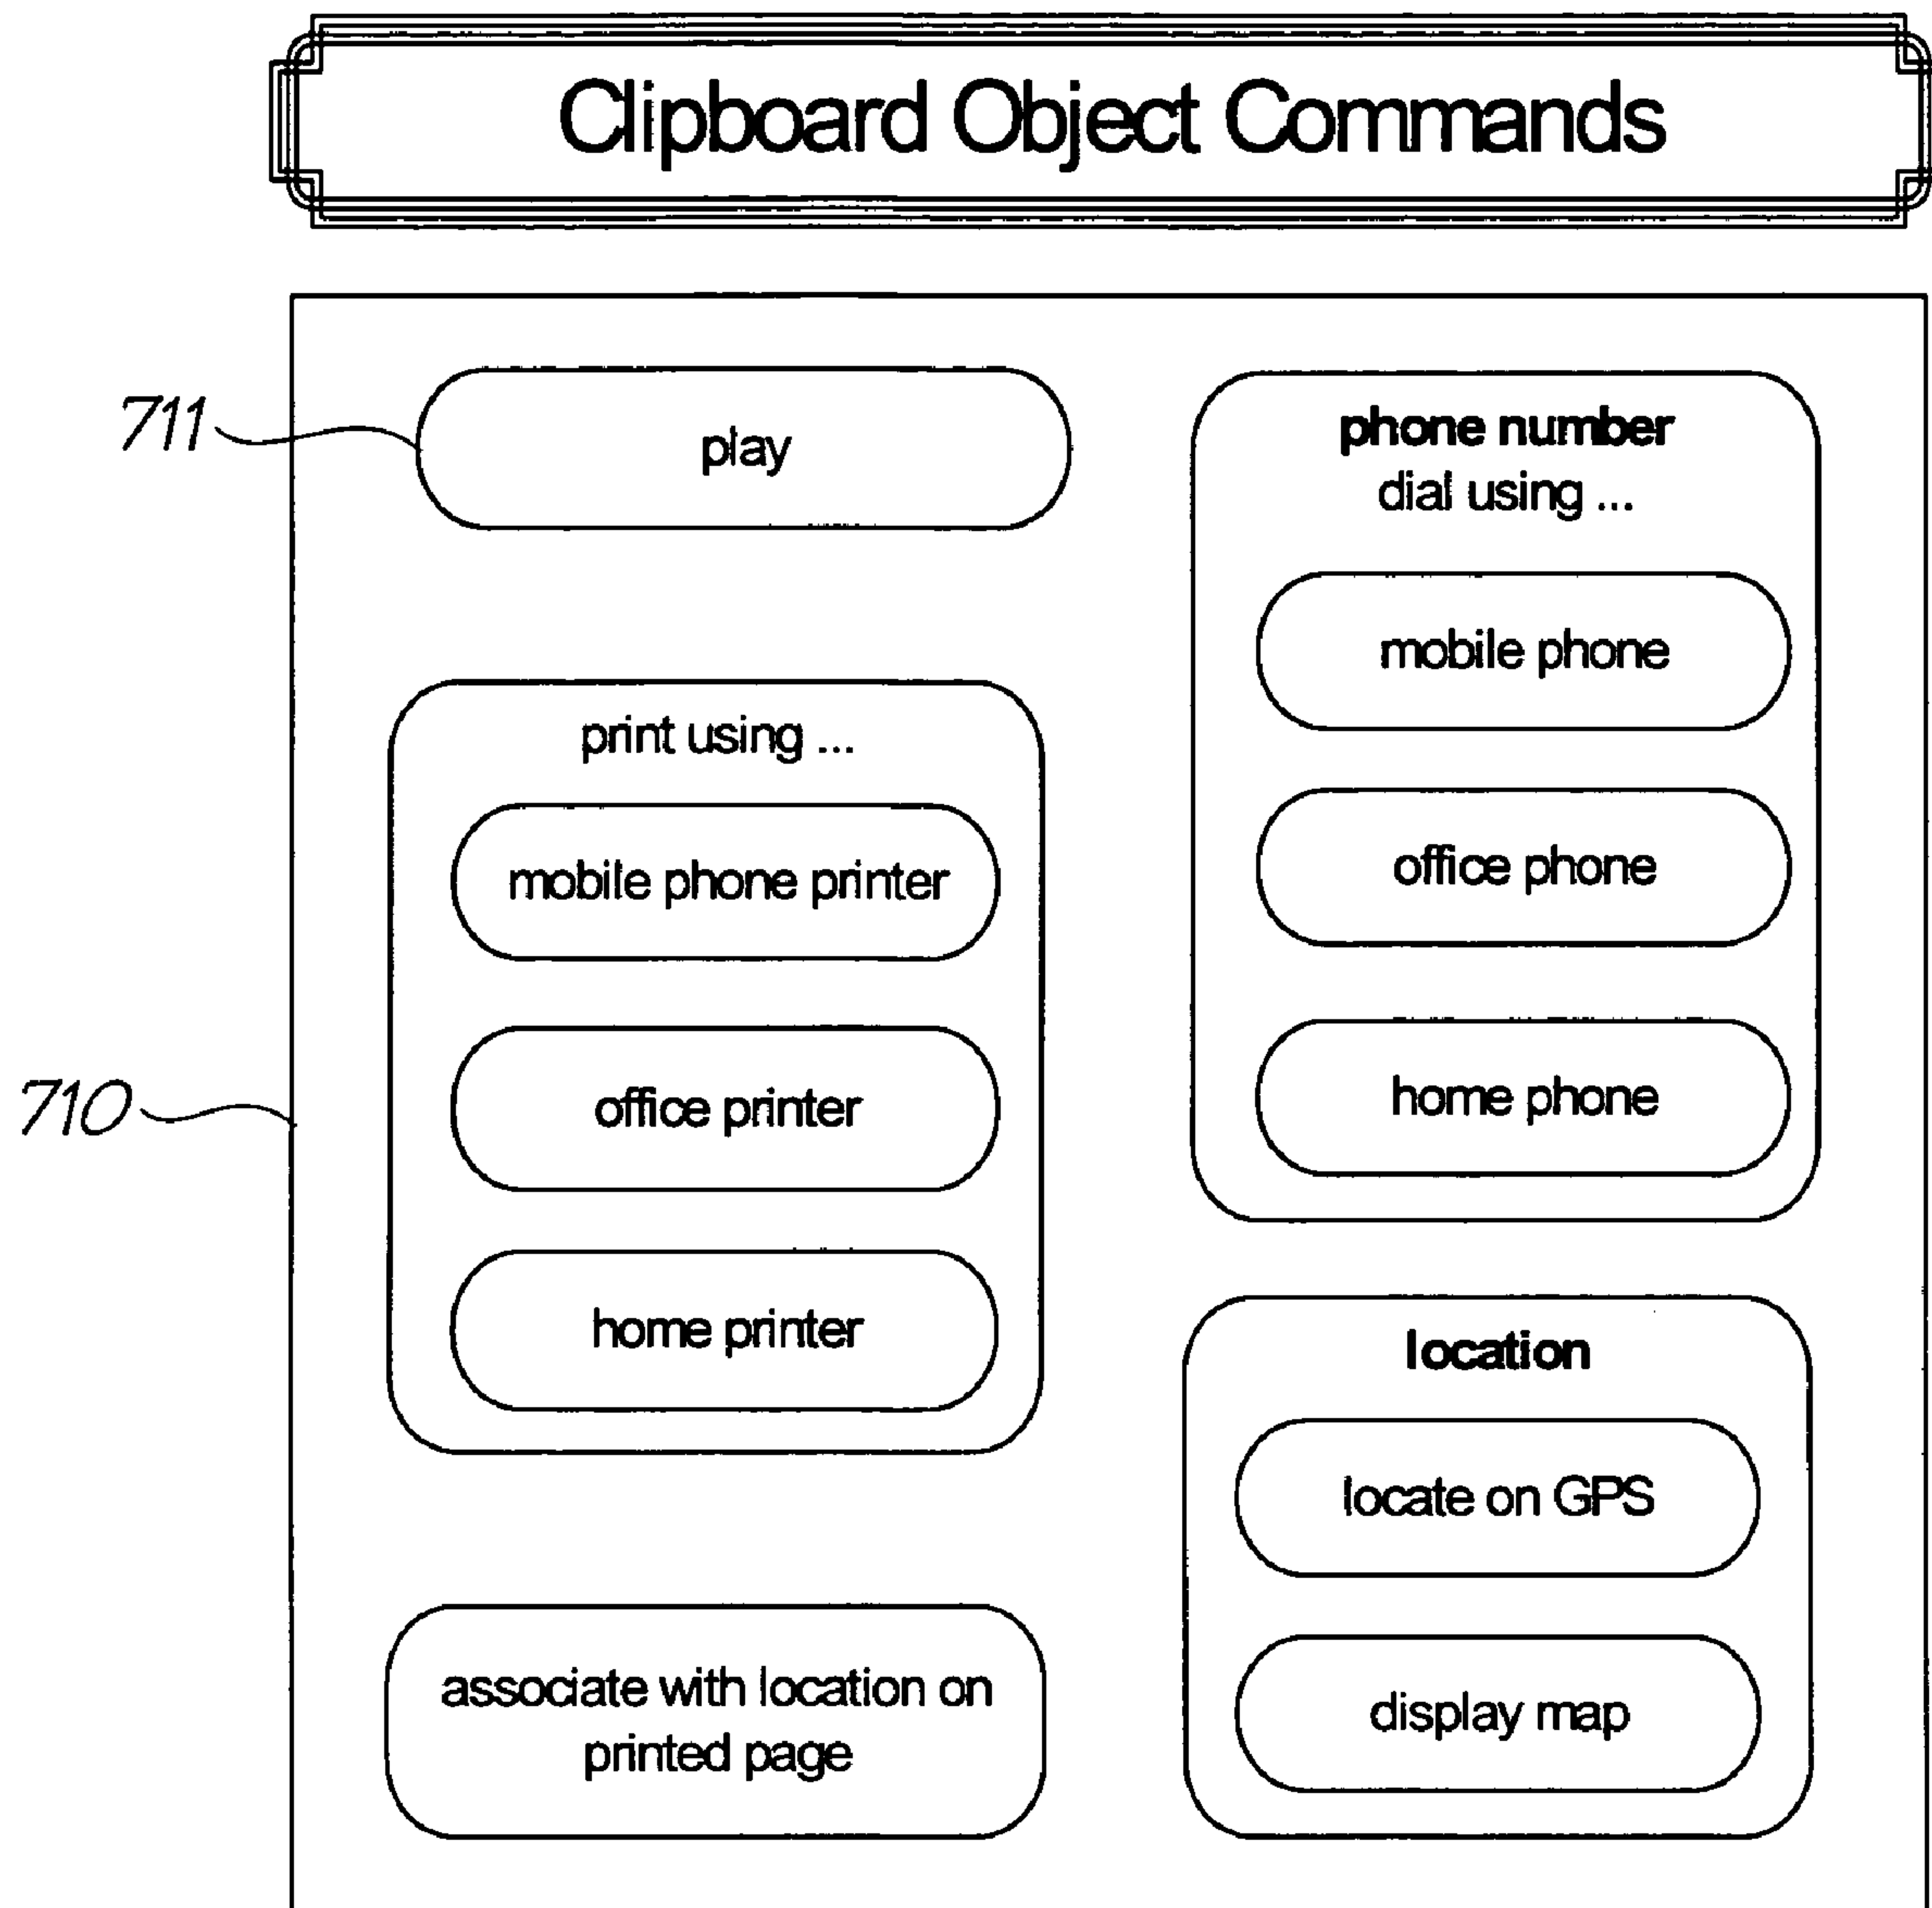 Clipboard Object Commands
711
play
710
print using ...
mobile phone printer
office printer
home printer
associate with location on
printed page
phone number
dial using ...
mobile phone
office phone
home phone
location
locate on GPS
display map